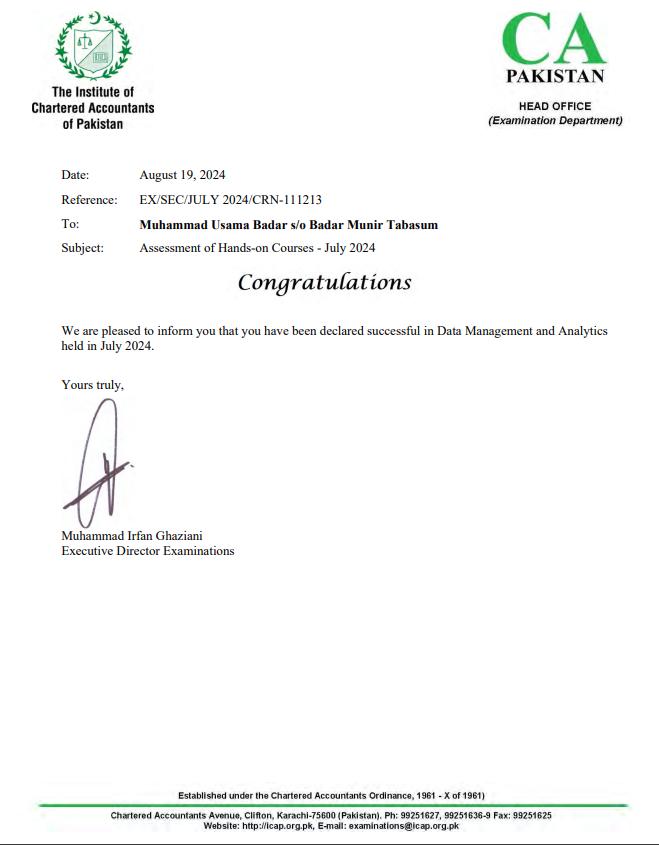 The Institute of
Chartered Accountants
of Pakistan
CA
PAKISTAN
HEAD OFFICE
(Examination Department)
Date: August 19, 2024
Reference: EX/SEC/JULY 2024/CRN-111213
To: Muhammad Usama Badar s/o Badar Munir Tabasum
Subject: Assessment of Hands-on Courses - July 2024
Congratulations
We are pleased to inform you that you have been declared successful in Data Management and Analytics
held in July 2024.
Yours truly,
Muhammad Irfan Ghaziani
Executive Director Examinations
Established under the Chartered Accountants Ordinance, 1961 - X of 1961)
Chartered Accountants Avenue, Clifton, Karachi-75600 (Pakistan). Ph: 99251627, 99251636-9 Fax: 99251625
Website: http://icap.org.pk, E-mail: examinations@icap.org.pk